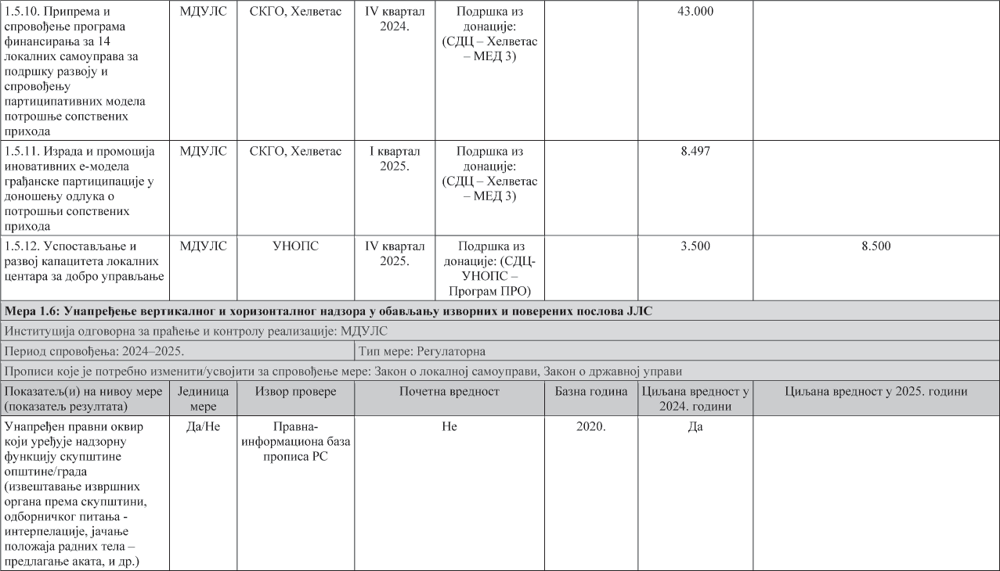 1.5.10. Припрема и
спровођење програма
финансирања за 14
локалних самоуправа за
подршку развоју и
спровођењу
партиципативних модела
потрошње сопствених
прихода
МДУЛС
СКГО, Хелветас
IV квартал
2024.
Подршка из
донације:
(СДЦ – Хелветас
– МЕД 3)
43.000
1.5.11. Израда и промоција
иновативних е-модела
грађанске партиципације у
доношењу одлука о
потрошњи сопствених
прихода
МДУЛС
СКГО, Хелветас
I квартал
2025.
Подршка из
донације:
(СДЦ – Хелветас
– МЕД 3)
8.497
1.5.12. Успостављање и
развој капацитета локалних
центара за добро управљање
МДУЛС
УНОПС
IV квартал
2025.
Подршка из
донације: (СДЦ-
УНОПС –
Програм ПРО)
3.500
8.500
Мера 1.6: Унапређење вертикалног и хоризонталног надзора у обављању изворних и поверених послова ЈЛС
Институција одговорна за праћење и контролу реализације: МДУЛС
Период спровођења: 2024–2025.
Тип мере: Регулаторна
Прописи које је потребно изменити/усвојити за спровођење мере: Закон о локалној самоуправи, Закон о државној управи
Показатељ(и) на нивоу мере
(показатељ резултата)
Јединица
мере
Извор провере
Почетна вредност
Базна година
Циљана вредност у
2024. години
Циљана вредност у 2025. години
Унапређен правни оквир
који уређује надзорну
функцију скупштине
општине/града
(извештавање извршних
органа према скупштини,
одборничког питања -
интерпелације, јачање
положаја радних тела –
предлагање аката, и др.)
Да/Не
Правна-
информациона база
прописа РС
Не
2020.
Да